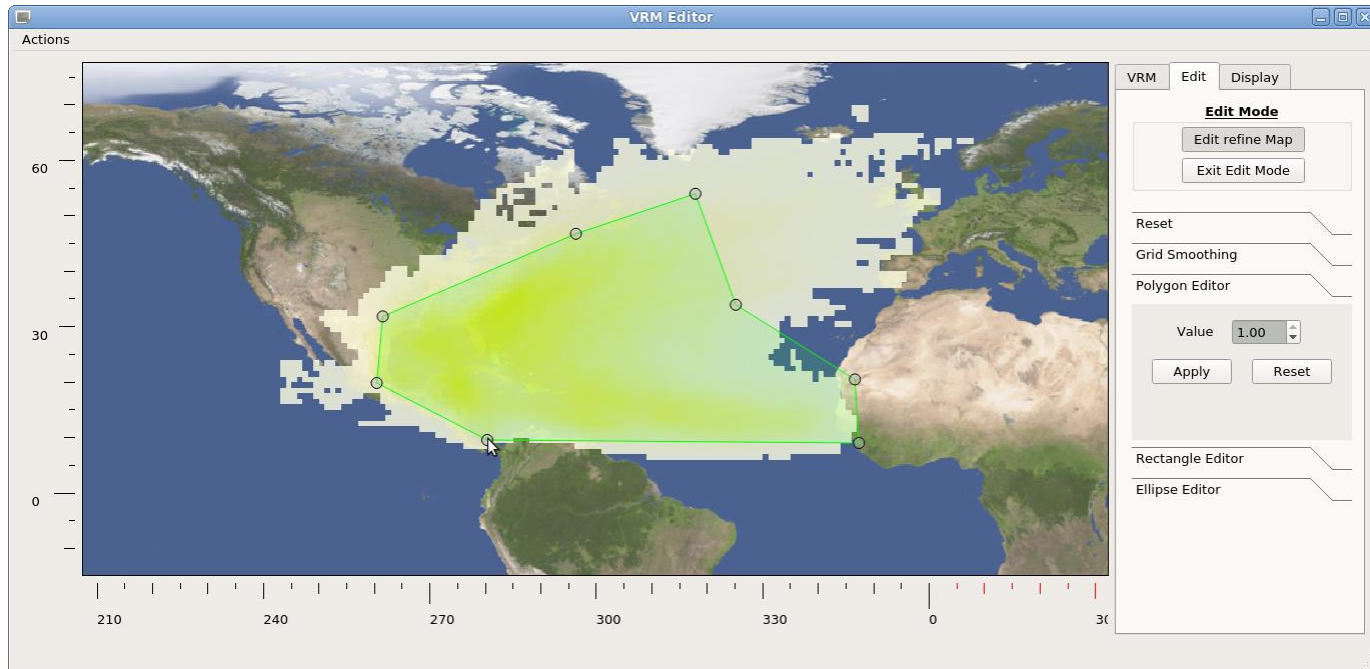 VRM Editor
Actions
VRM Edit Display
Edit Mode
Edit refine Map
Exit Edit Mode
Reset
Grid Smoothing
Polygon Editor
Value 1.00
Apply Reset
Rectangle Editor
Ellipse Editor
60
30
0
210 240 270 300 330 0 30